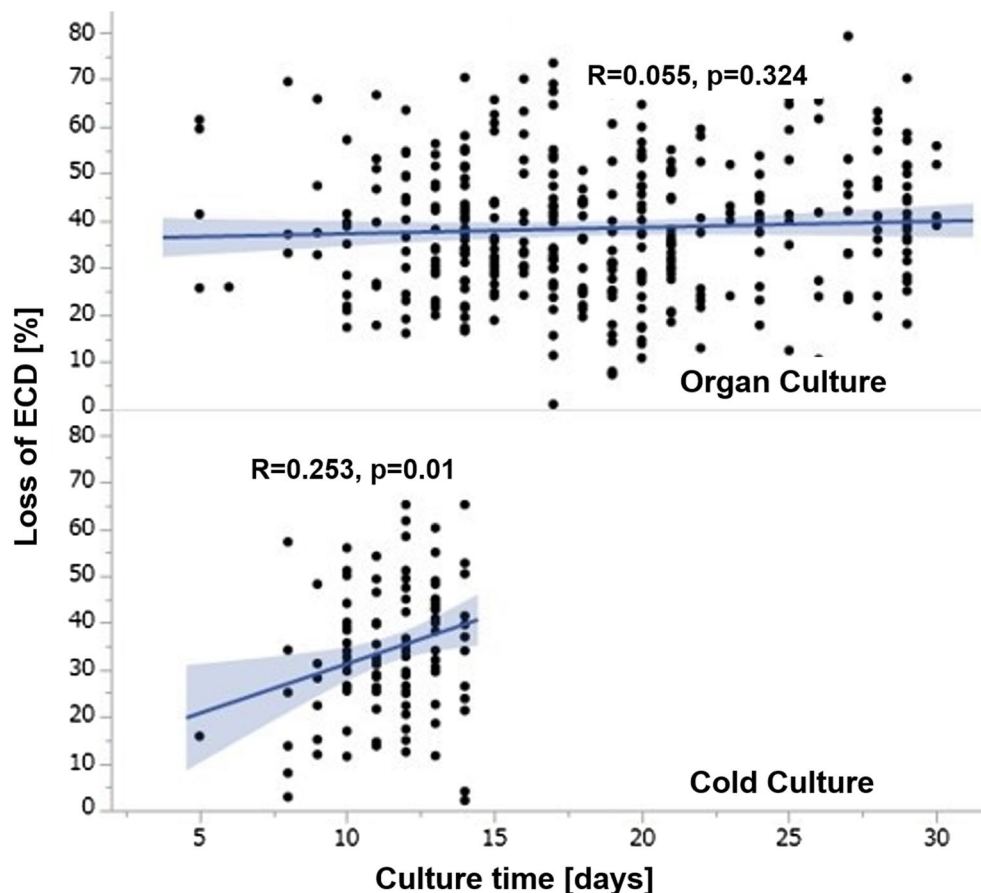 80
70
R=0.055, p=0.324
60
50
40
30
20
10
Organ Culture
0
Loss of ECD [%]
80
70
R=0.253, p=0.01
60
50
40
30
20
10
Cold Culture
0
5 10 15 20 25 30
Culture time [days]